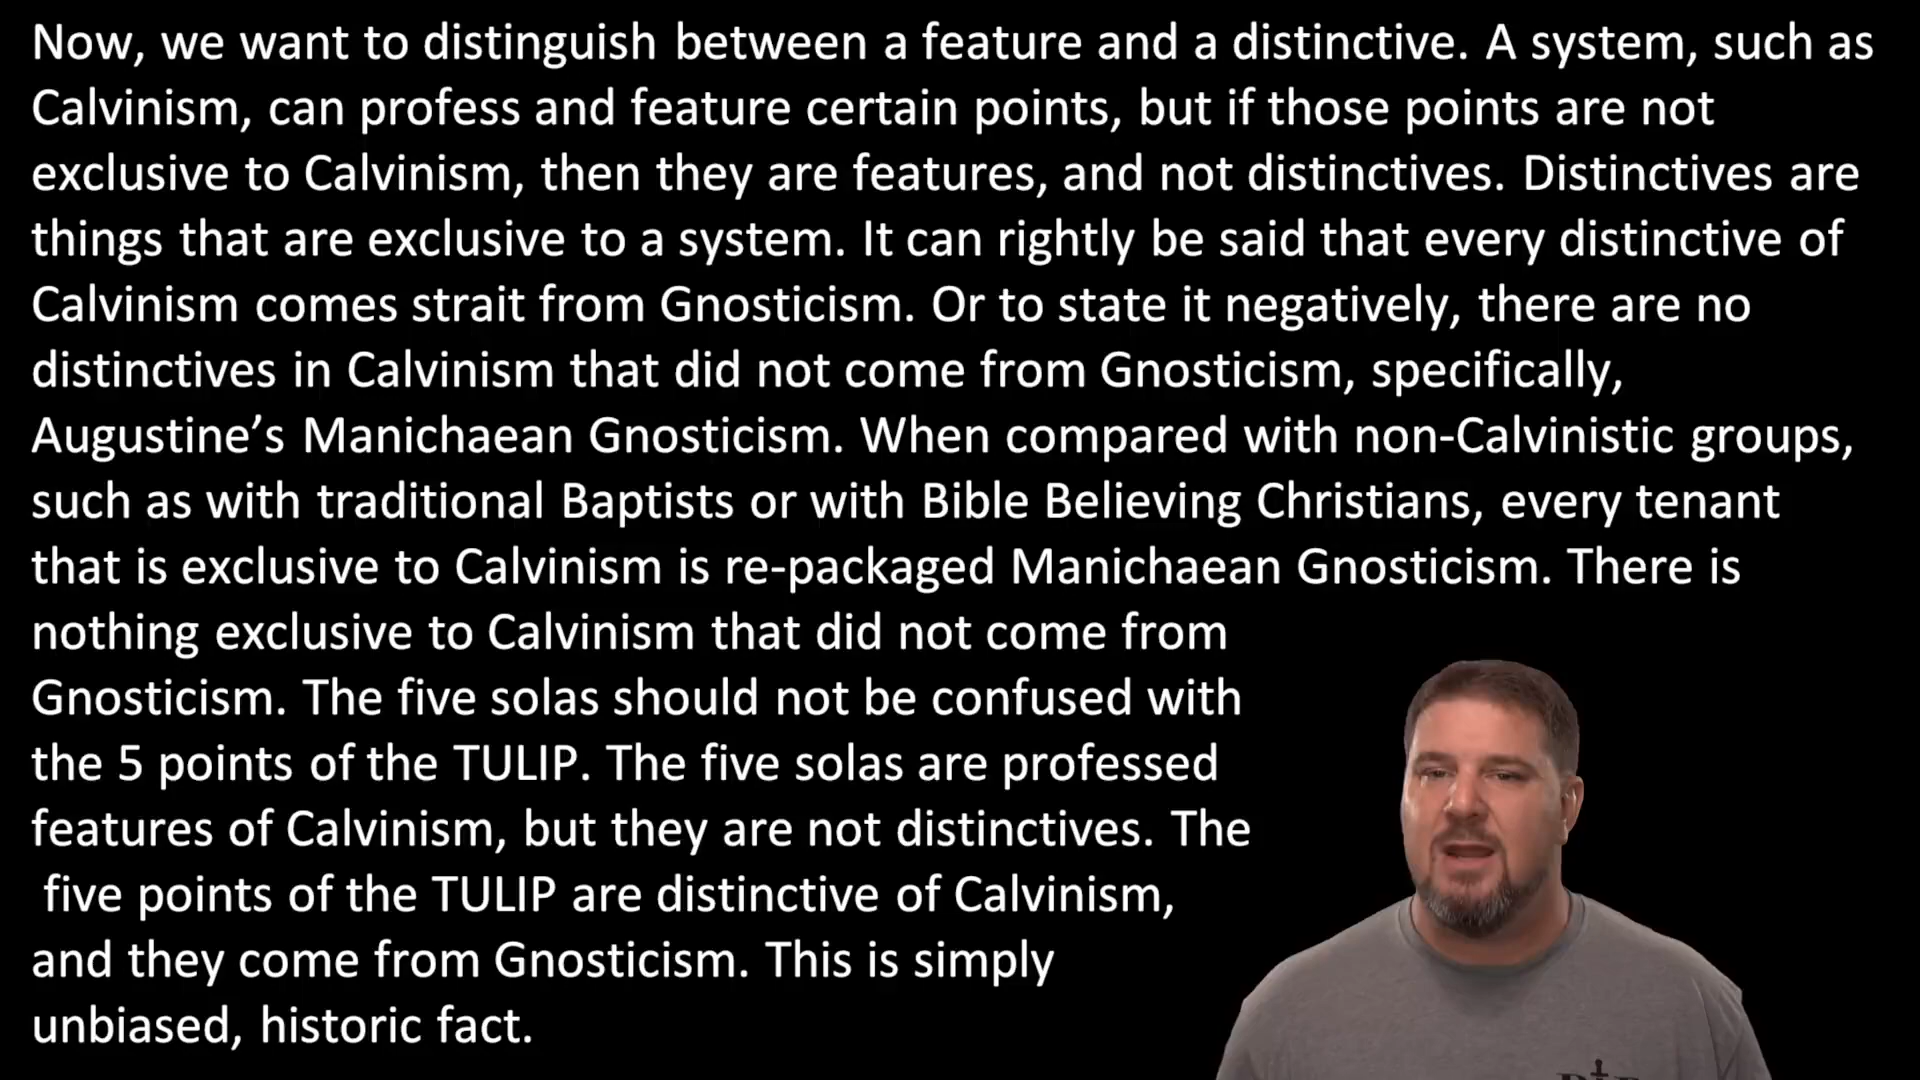 Now, we want to distinguish between a feature and a distinctive. A system, such as
Calvinism, can profess and feature certain points, but if those points are not
exclusive to Calvinism, then they are features, and not distinctives. Distinctives are
things that are exclusive to a system. It can rightly be said that every distinctive of
Calvinism comes strait from Gnosticism. Or to state it negatively, there are no
distinctives in Calvinism that did not come from Gnosticism, specifically,
Augustine’s Manichaean Gnosticism. When compared with non-Calvinistic groups,
such as with traditional Baptists or with Bible Believing Christians, every tenant
that is exclusive to Calvinism is re-packaged Manichaean Gnosticism. There is
nothing exclusive to Calvinism that did not come from
Gnosticism. The five solas should not be confused with
the 5 points of the TULIP. The five solas are professed
features of Calvinism, but they are not distinctives. The
five points of the TULIP are distinctive of Calvinism,
and they come from Gnosticism. This is simply
unbiased, historic fact.